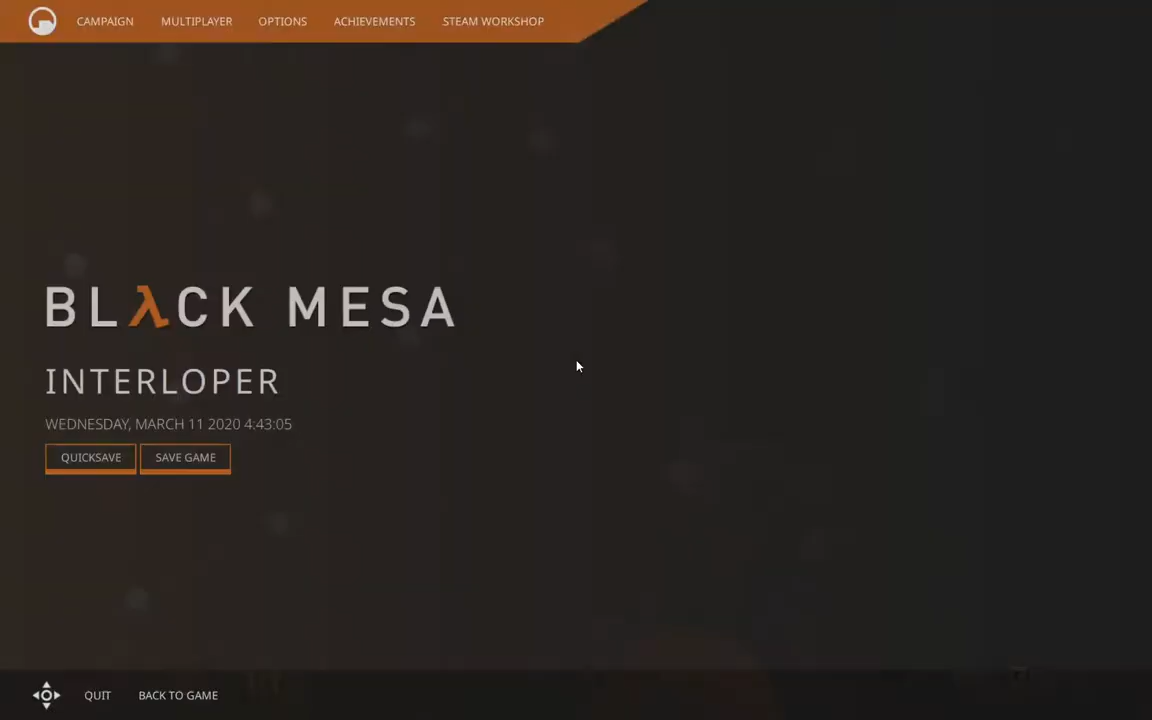 CAMPAIGN MULTIPLAYER OPTIONS ACHIEVEMENTS STEAM WORKSHOP
BLλCK MESA
INTERLOPER
WEDNESDAY, MARCH 11 2020 4:43:05
QUICKSAVE SAVE GAME
QUIT BACK TO GAME